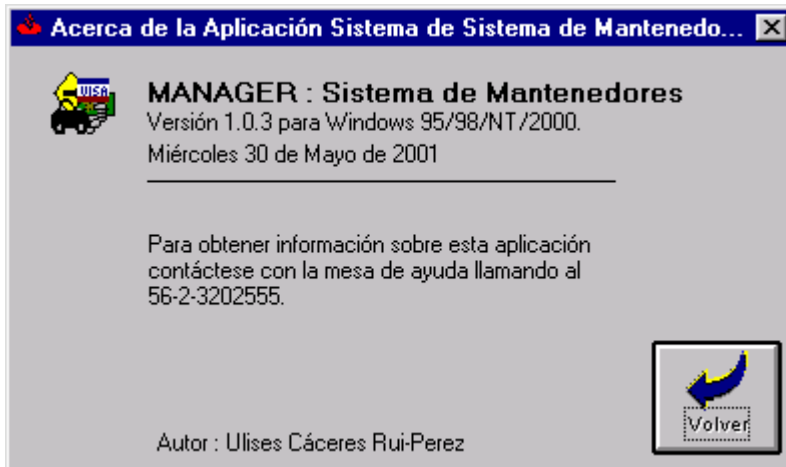 Acerca de la Aplicación Sistema de Sistema de Mantenedo...
VISA
MANAGER : Sistema de Mantenedores
Versión 1.0.3 para Windows 95/98/NT/2000.
Miércoles 30 de Mayo de 2001
Para obtener información sobre esta aplicación
contáctese con la mesa de ayuda llamando al
56-2-3202555.
Volver
Autor : Ulises Cáceres Rui-Perez